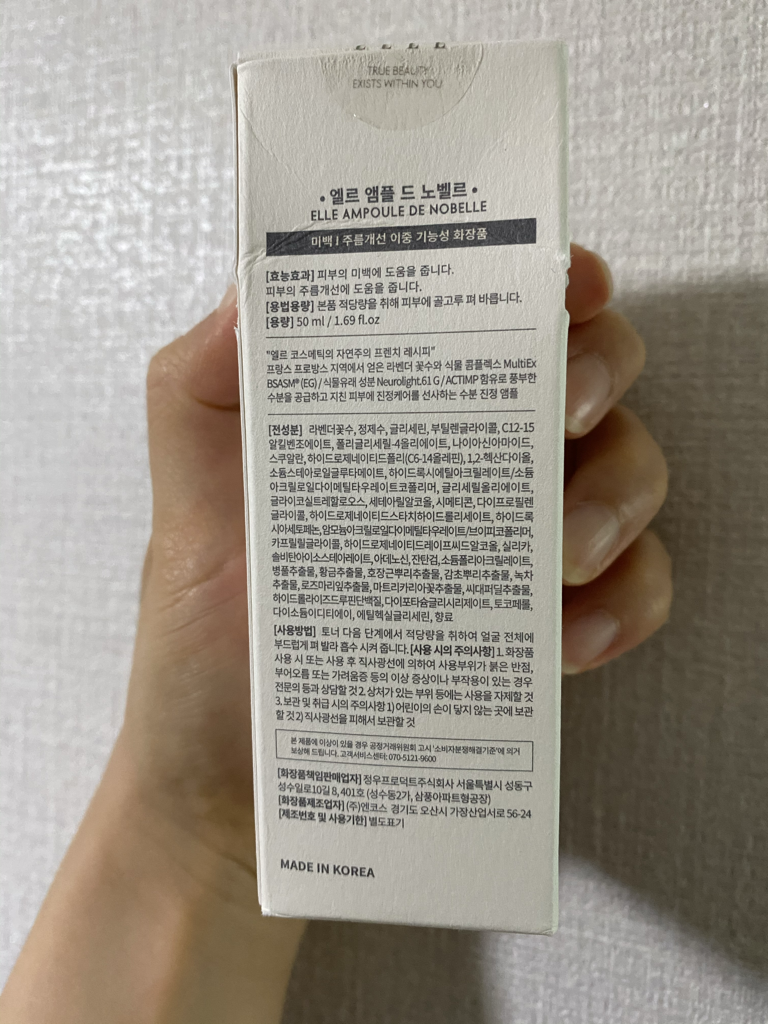 TRUE BEAUTY
EXISTS WITHIN YOU
• 엘르 앰플 드 노벨르 •
ELLE AMPOULE DE NOBELLE
미백 I 주름개선 이중 기능성 화장품
[효능효과] 피부의 미백에 도움을 줍니다.
피부의 주름개선에 도움을 줍니다.
[용법용량] 본품 적당량을 취해 피부에 골고루 펴 바릅니다.
[용량] 50 ml / 1.69 fl.oz
"엘르 코스메틱의 자연주의 프렌치 레시피"
프랑스 프로방스 지역에서 얻은 라벤더 꽃수와 식물 콤플렉스 MultiEx
BSASM® (EG) / 식물유래 성분 Neurolight.61 G / ACTIMP 함유로 풍부한
수분을 공급하고 지친 피부에 진정케어를 선사하는 수분 진정 앰플
[전성분] 라벤더꽃수, 정제수, 글리세린, 부틸렌글라이콜, C12-15
알킬벤조에이트, 폴리글리세릴-4올리에이트, 나이아신아마이드,
스쿠알란, 하이드로제네이티드폴리(C6-14올레핀), 1,2-헥산다이올,
소듐스테아로일글루타메이트, 하이드록시에틸아크릴레이트/소듐
아크릴로일다이메틸타우레이트코폴리머, 글리세릴올리에이트,
글라이코실트레할로오스, 세테아릴알코올, 시메티콘, 다이프로필렌
글라이콜, 하이드로제네이티드스타치하이드롤리세이트, 하이드록
시아세토페논, 암모늄아크릴로일다이메틸타우레이트/브이피코폴리머,
카프릴릴글라이콜, 하이드로제네이티드레이프씨드알코올, 실리카,
솔비탄아이소스테아레이트, 아데노신, 잔탄검, 소듐폴리아크릴레이트,
병풀추출물, 황금추출물, 호장근뿌리추출물, 감초뿌리추출물, 녹차
추출물, 로즈마리잎추출물, 마트리카리아꽃추출물, 씨대퍼딜추출물,
하이드롤라이즈드루핀단백질, 다이포타슘글리시리제이트, 토코페롤,
다이소듐이디티에이, 에틸헥실글리세린, 향료
[사용방법] 토너 다음 단계에서 적당량을 취하여 얼굴 전체에
부드럽게 펴 발라 흡수 시켜 줍니다. [사용 시의 주의사항] 1. 화장품
사용 시 또는 사용 후 직사광선에 의하여 사용부위가 붉은 반점,
부어오름 또는 가려움증 등의 이상 증상이나 부작용이 있는 경우
전문의 등과 상담할 것 2. 상처가 있는 부위 등에는 사용을 자제할 것
3. 보관 및 취급 시의 주의사항 1) 어린이의 손이 닿지 않는 곳에 보관
할 것 2) 직사광선을 피해서 보관할 것
본 제품에 이상이 있을 경우 공정거래위원회 고시 '소비자분쟁해결기준'에 의거
보상해 드립니다. 고객서비스센터: 070-5121-9600
[화장품책임판매업자] 정우프로덕트주식회사 서울특별시 성동구
성수일로10길 8, 401호 (성수동2가, 삼풍아파트형공장)
[화장품제조업자] (주)앤코스 경기도 오산시 가장산업서로 56-24
[제조번호 및 사용기한] 별도표기
MADE IN KOREA